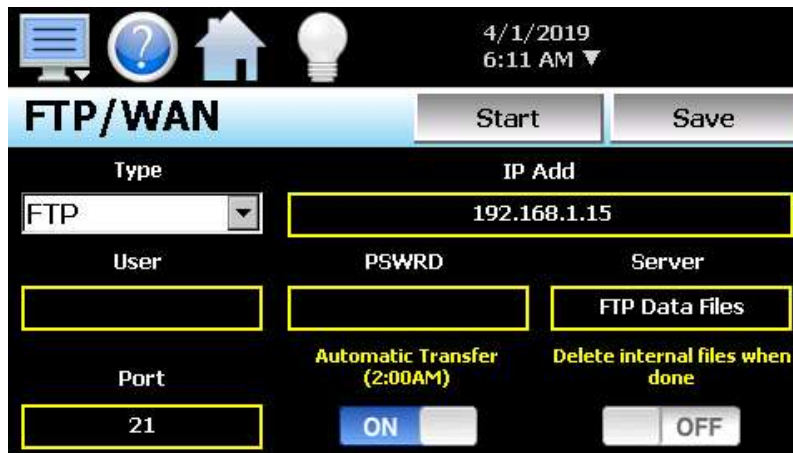 ?
4/1/2019
6:11 AM ▼
FTP/WAN
Start
Save
Type
IP Add
FTP
192.168.1.15
User
PSWRD
Server
FTP Data Files
Port
Automatic Transfer
(2:00AM)
Delete internal files when
done
21
ON
OFF